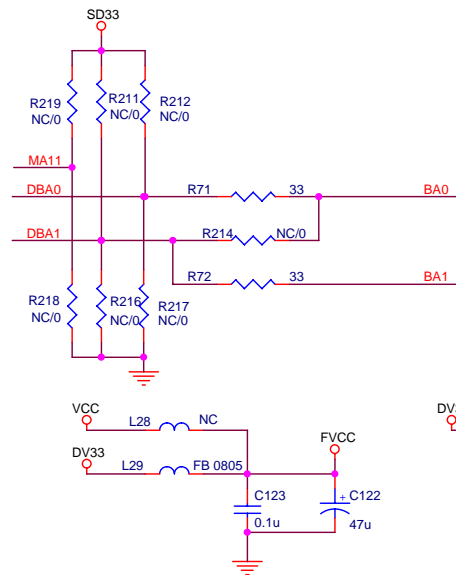 SD33
R219
NC/0
R211
NC/0
R212
NC/0
MA11
DBA0
R71
33
BA0
DBA1
R214
NC/0
R72
33
BA1
R218
NC/0
R216
NC/0
R217
NC/0
VCC
L28
NC
DV33
L29
FB 0805
FVCC
DV3
C123
0.1u
+
C122
47u